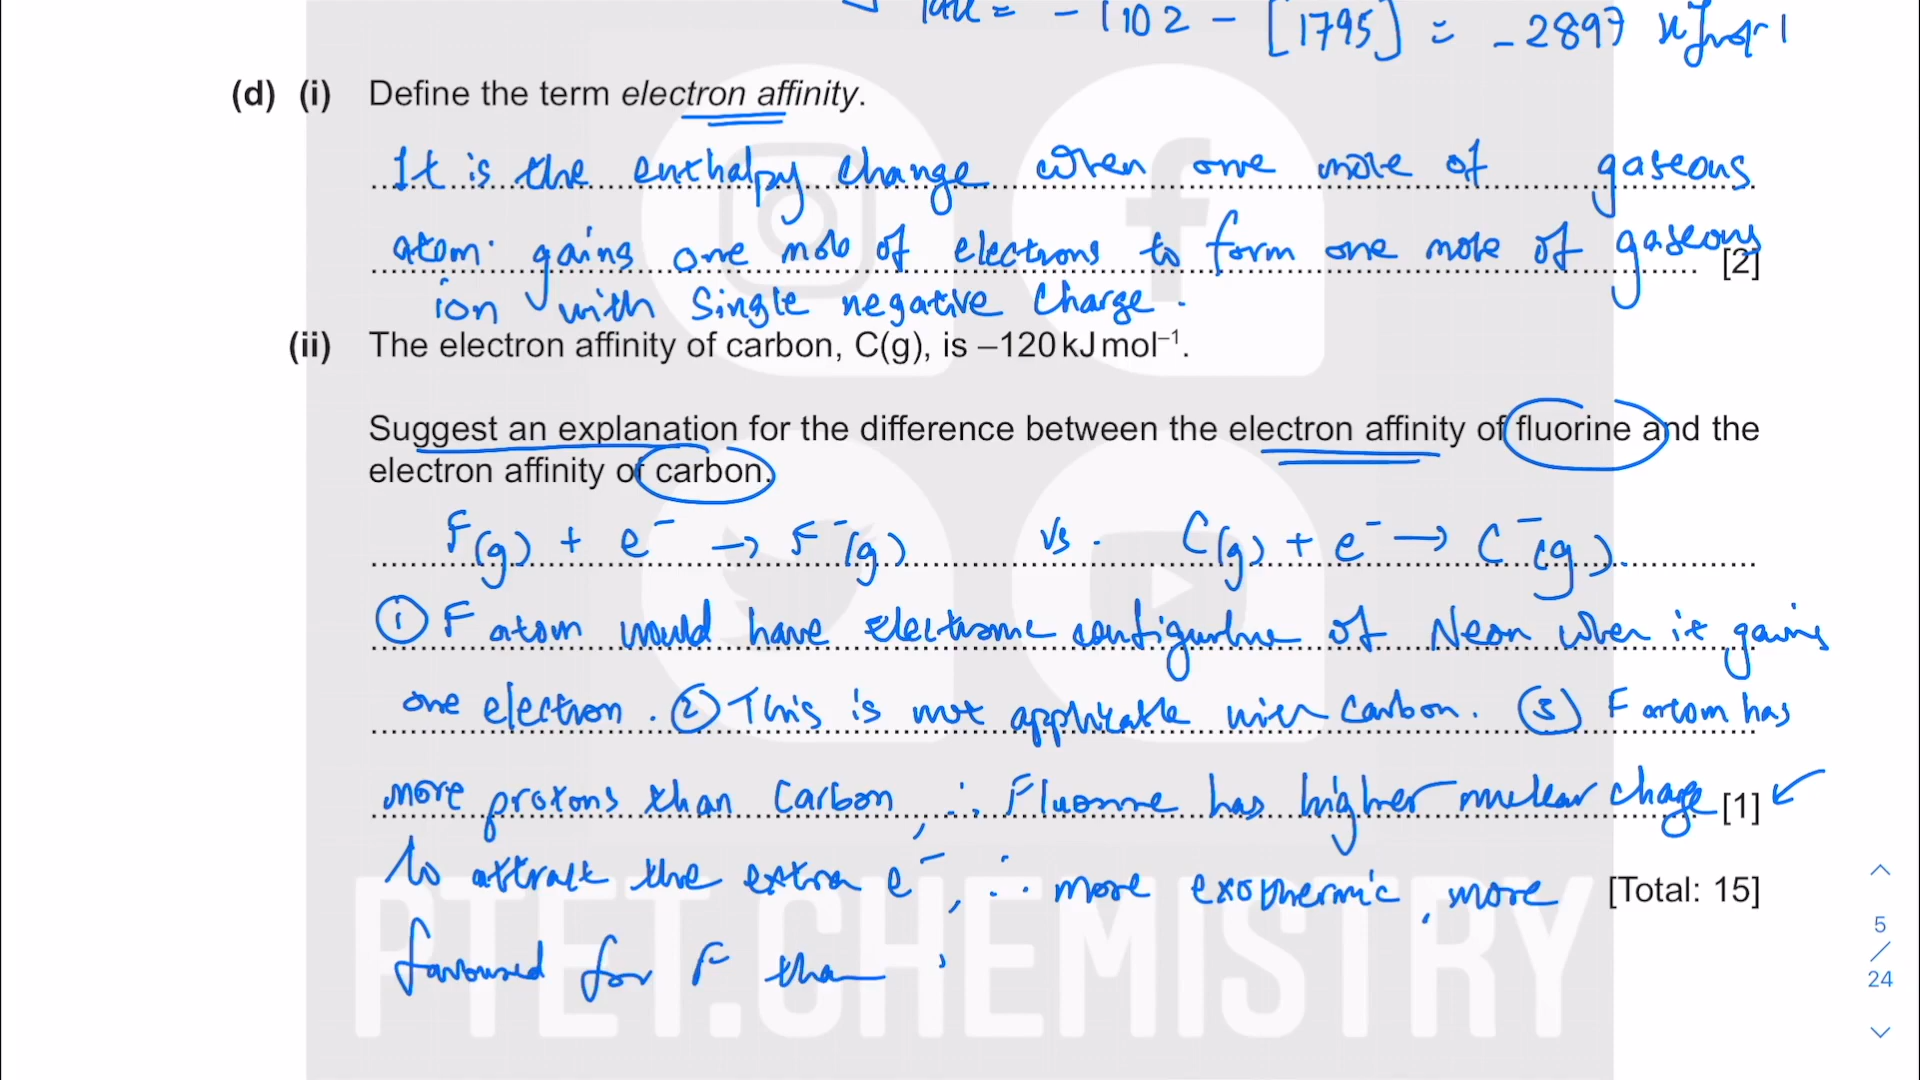 = -1102 - [1795] = -2897 kJmol-1
(d) (i) Define the term electron affinity.
It is the enthalpy change when one mole of gaseous
atom gains one mole of electrons to form one mole of gaseous [2]
ion with single negative charge.
(ii) The electron affinity of carbon, C(g), is –120 kJ mol⁻¹.
Suggest an explanation for the difference between the electron affinity of fluorine and the
electron affinity of carbon.
F(g) + e⁻ → F⁻(g) vs. C(g) + e⁻ → C⁻(g).
① F atom would have electronic configuration of Neon when it gains
one electron. ② This is not applicable with carbon. ③ F atom has
more protons than Carbon, ∴ Fluorine has higher nuclear charge [1]
to attract the extra e⁻, ∴ more exothermic, more [Total: 15]
favoured for F than
PTET.CHEMISTRY
5
/
24